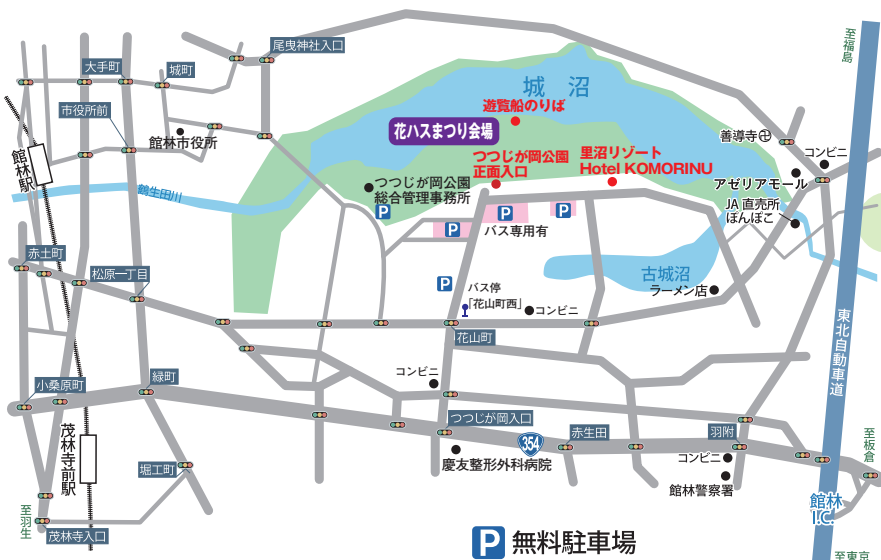 至福島
尾曳神社入口
大手町
城町
城沼
市役所前
遊覧船のりば
花ハスまつり会場
館林市役所
善導寺卍
コンビニ
館林駅
つつじが岡公園
正面入口
里沼リゾート
Hotel KOMORINU
つつじが岡公園
総合管理事務所
アゼリアモール
鶴生田川
JA 直売所
ぽんぽこ
P
P
P
P
バス専用有
赤土町
松原一丁目
古城沼
ラーメン店
P
バス停
「花山町西」
コンビニ
東北自動車道
花山町
コンビニ
小桑原町
緑町
つつじが岡入口
354
赤生田
羽附
至板倉
茂林寺前駅
堀工町
慶友整形外科病院
コンビニ
館林警察署
館林
I.C.
至羽生
茂林寺入口
P 無料駐車場
至東京